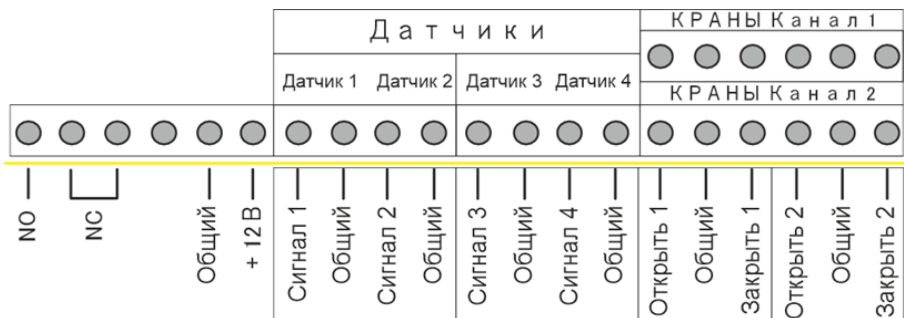 Датчики
КРАНЫ Канал 1
Датчик 1 Датчик 2 Датчик 3 Датчик 4
КРАНЫ Канал 2
NO
NC
Общий
+ 12 В
Сигнал 1
Общий
Сигнал 2
Общий
Сигнал 3
Общий
Сигнал 4
Общий
Открыть 1
Общий
Закрыть 1
Открыть 2
Общий
Закрыть 2